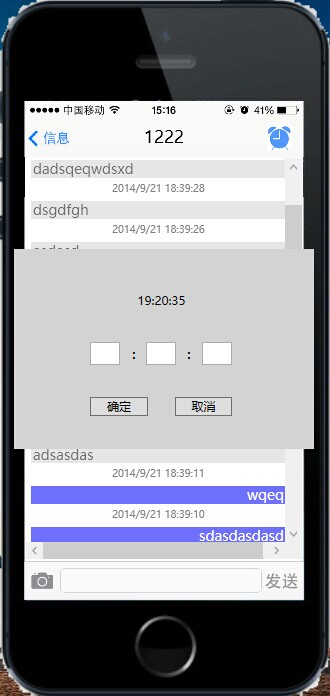 中国移动 15:16 41%
信息 1222
dadsqeqwdsxd
2014/9/21 18:39:28
dsgdfgh
2014/9/21 18:39:26
19:20:35
: :
确定 取消
adsasdas
2014/9/21 18:39:11
wqeq
2014/9/21 18:39:10
sdasdasdasd
发送